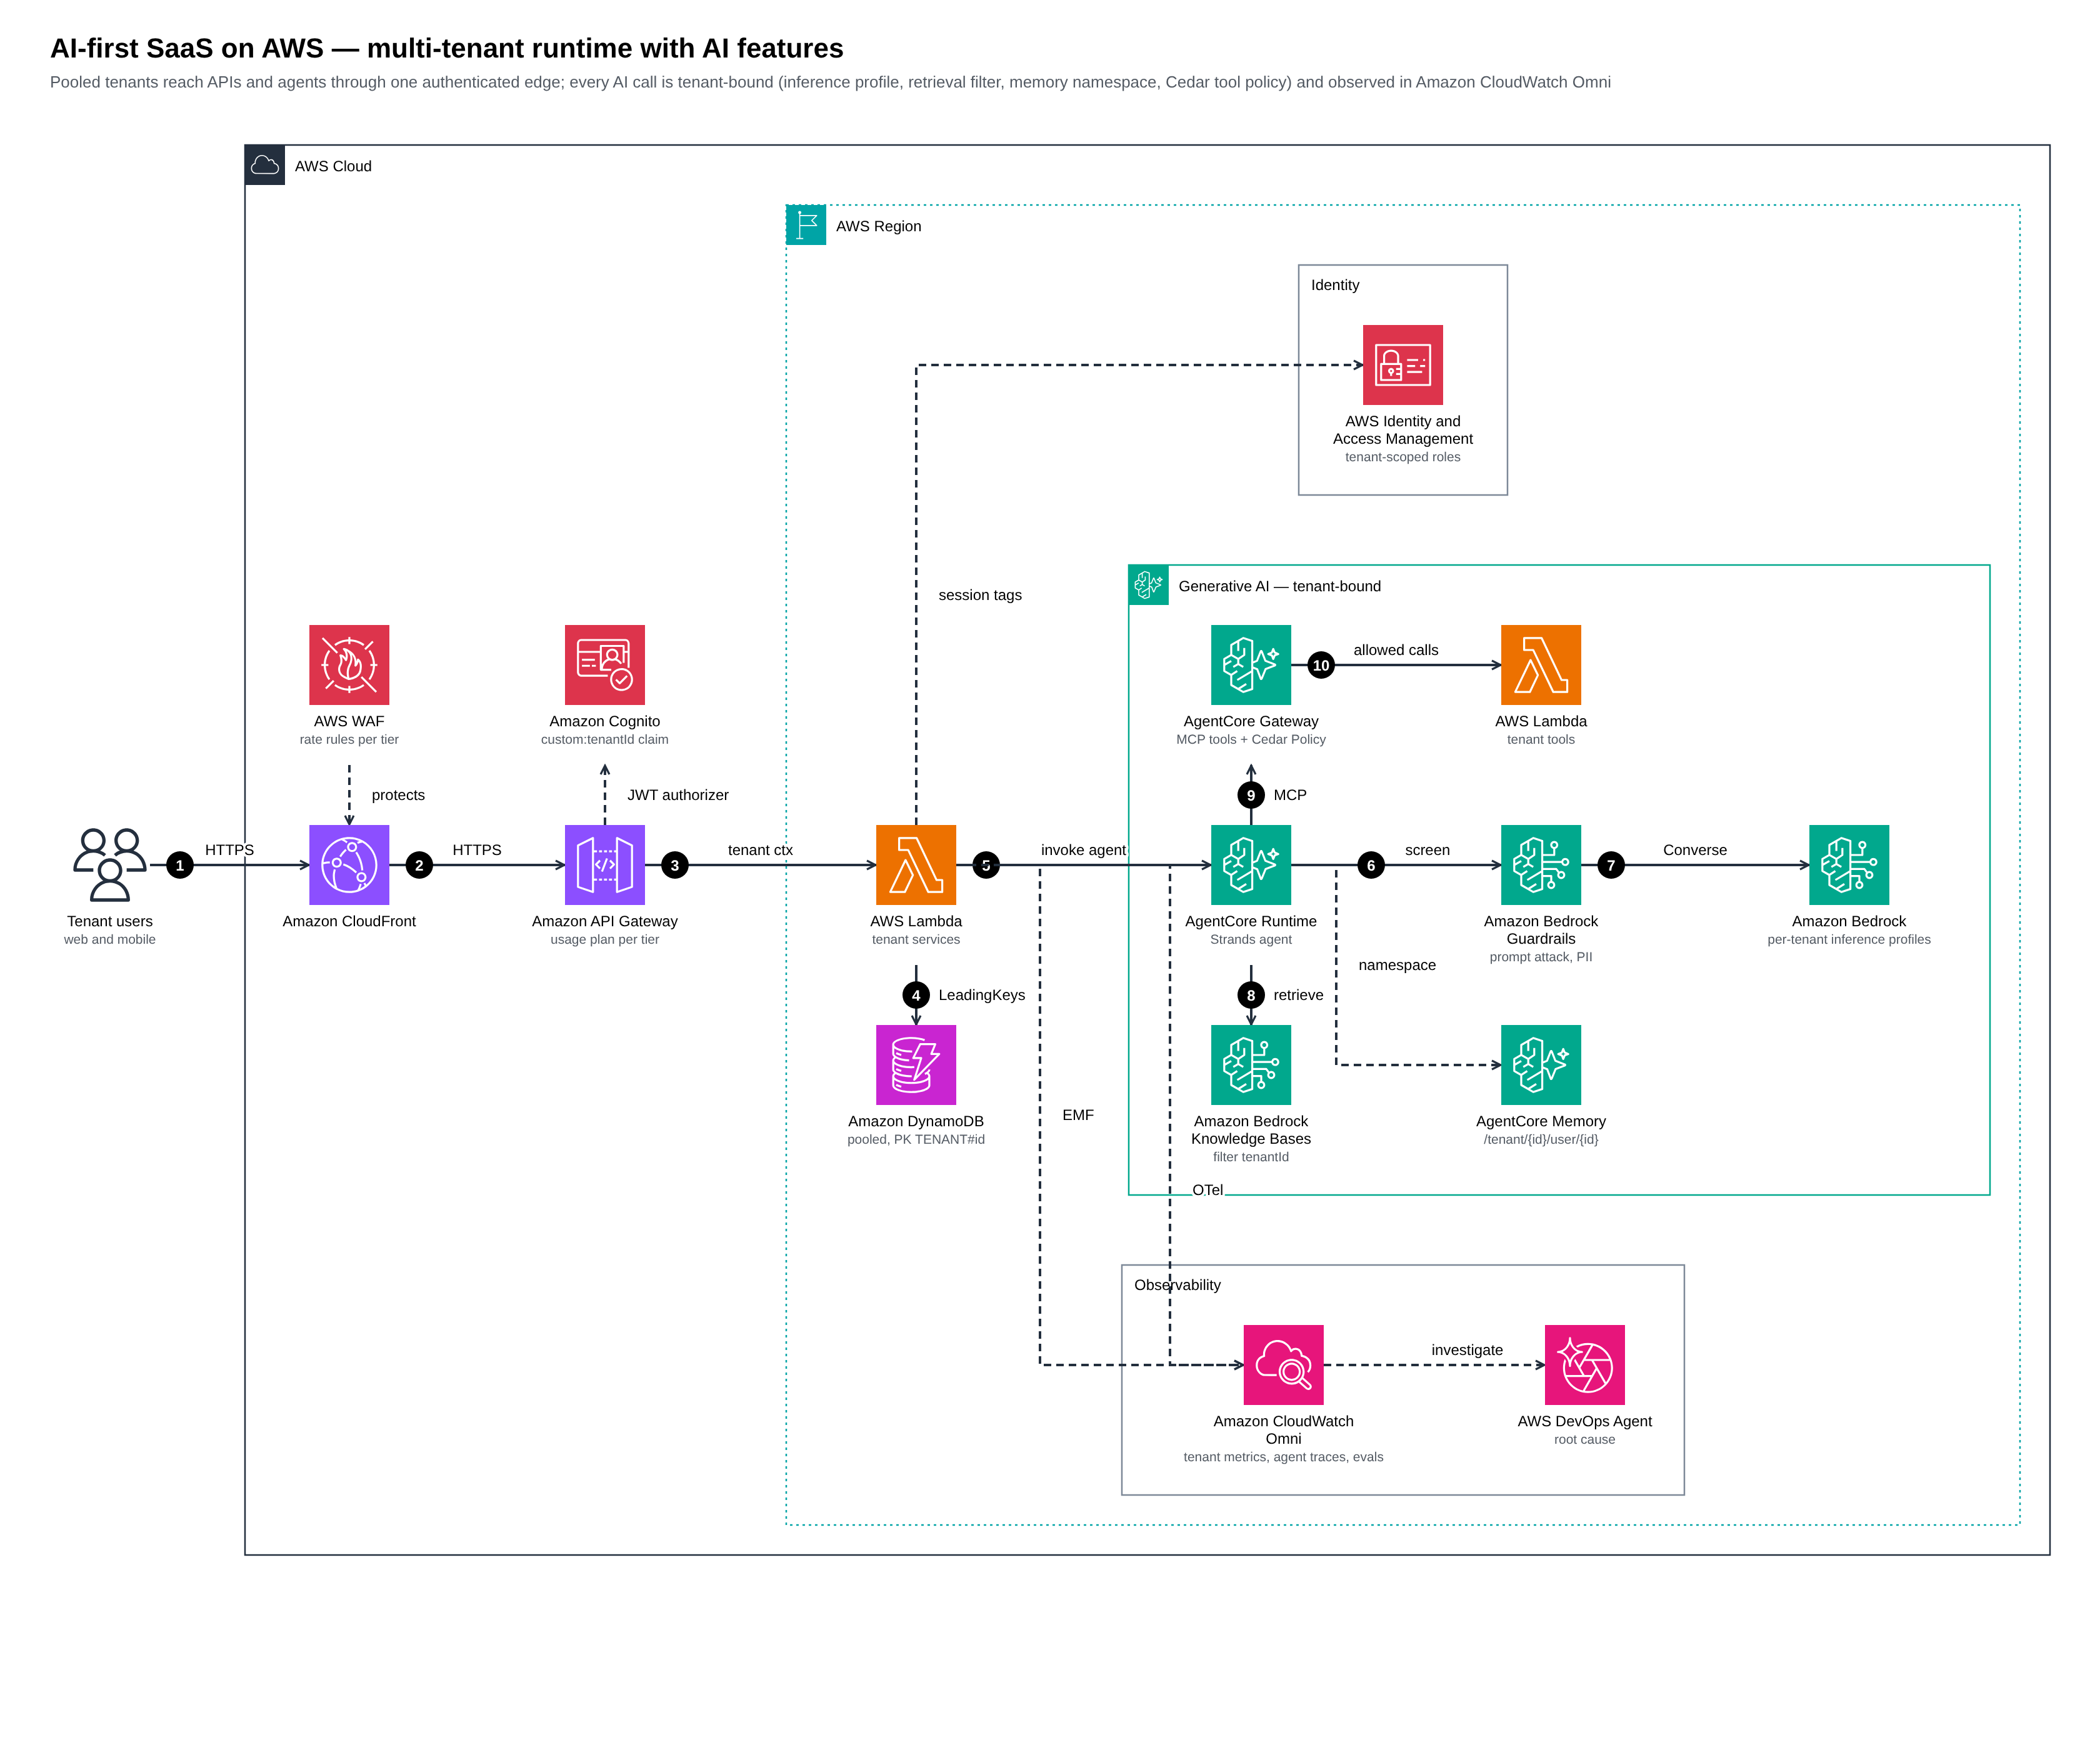 AI-first SaaS on AWS — multi-tenant runtime with AI features
Pooled tenants reach APIs and agents through one authenticated edge; every AI call is tenant-bound (inference profile, retrieval filter, memory namespace, Cedar tool policy) and observed in Amazon CloudWatch Omni
AWS Cloud
AWS Region
Identity
AWS Identity and
Access Management
tenant-scoped roles
session tags
Generative AI — tenant-bound
10
allowed calls
AWS WAF
rate rules per tier
Amazon Cognito
custom:tenantId claim
AgentCore Gateway
MCP tools + Cedar Policy
AWS Lambda
tenant tools
protects
JWT authorizer
9
MCP
1
HTTPS
2
HTTPS
3
tenant ctx
5
invoke agent
6
screen
7
Converse
Tenant users
web and mobile
Amazon CloudFront
Amazon API Gateway
usage plan per tier
AWS Lambda
tenant services
AgentCore Runtime
Strands agent
Amazon Bedrock
Guardrails
prompt attack, PII
Amazon Bedrock
per-tenant inference profiles
namespace
4
LeadingKeys
8
retrieve
Amazon DynamoDB
pooled, PK TENANT#id
EMF
Amazon Bedrock
Knowledge Bases
filter tenantId
AgentCore Memory
/tenant/{id}/user/{id}
OTel
Observability
investigate
Amazon CloudWatch
Omni
tenant metrics, agent traces, evals
AWS DevOps Agent
root cause